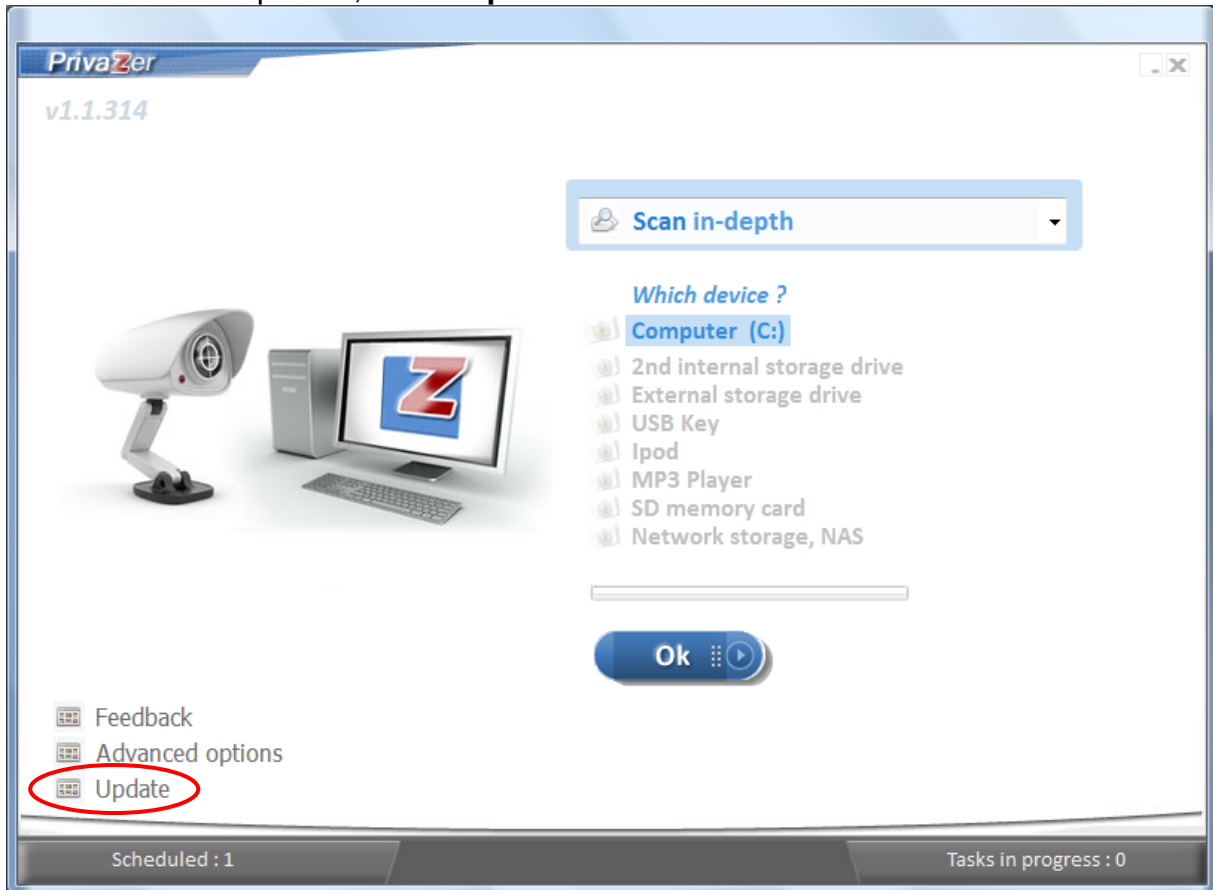 PrivaZer
v1.1.314
Scan in-depth
Which device ?
Computer (C:)
2nd internal storage drive
External storage drive
USB Key
Ipod
MP3 Player
SD memory card
Network storage, NAS
Ok
Feedback
Advanced options
Update
Scheduled : 1
Tasks in progress : 0